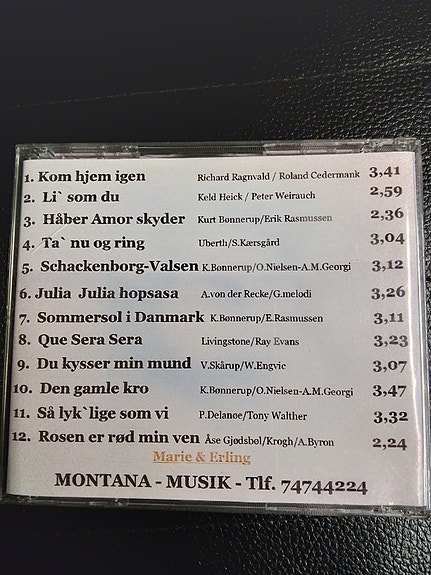 1. Kom hjem igen Richard Ragnvald / Roland Cedermank 3,41
2. Li` som du Keld Heick / Peter Weirauch 2,59
3. Håber Amor skyder Kurt Bønnerup/Erik Rasmussen 2,36
4. Ta` nu og ring Uberth/S.Kærsgård 3,04
5. Schackenborg-Valsen K.Bønnerup/O.Nielsen-A.M.Georgi 3,12
6. Julia Julia hopsasa A.von der Recke/G.melodi 3,26
7. Sommersol i Danmark K.Bønnerup/E.Rasmussen 3,11
8. Que Sera Sera Livingstone/Ray Evans 3,23
9. Du kysser min mund V.Skårup/W.Engvic 3,07
10. Den gamle kro K.Bønnerup/O.Nielsen-A.M.Georgi 3,47
11. Så lyk`lige som vi P.Delanoe/Tony Walther 3,32
12. Rosen er rød min ven Åse Gjødsbøl/Krogh/A.Byron 2,24
Marie & Erling
MONTANA - MUSIK - Tlf. 74744224